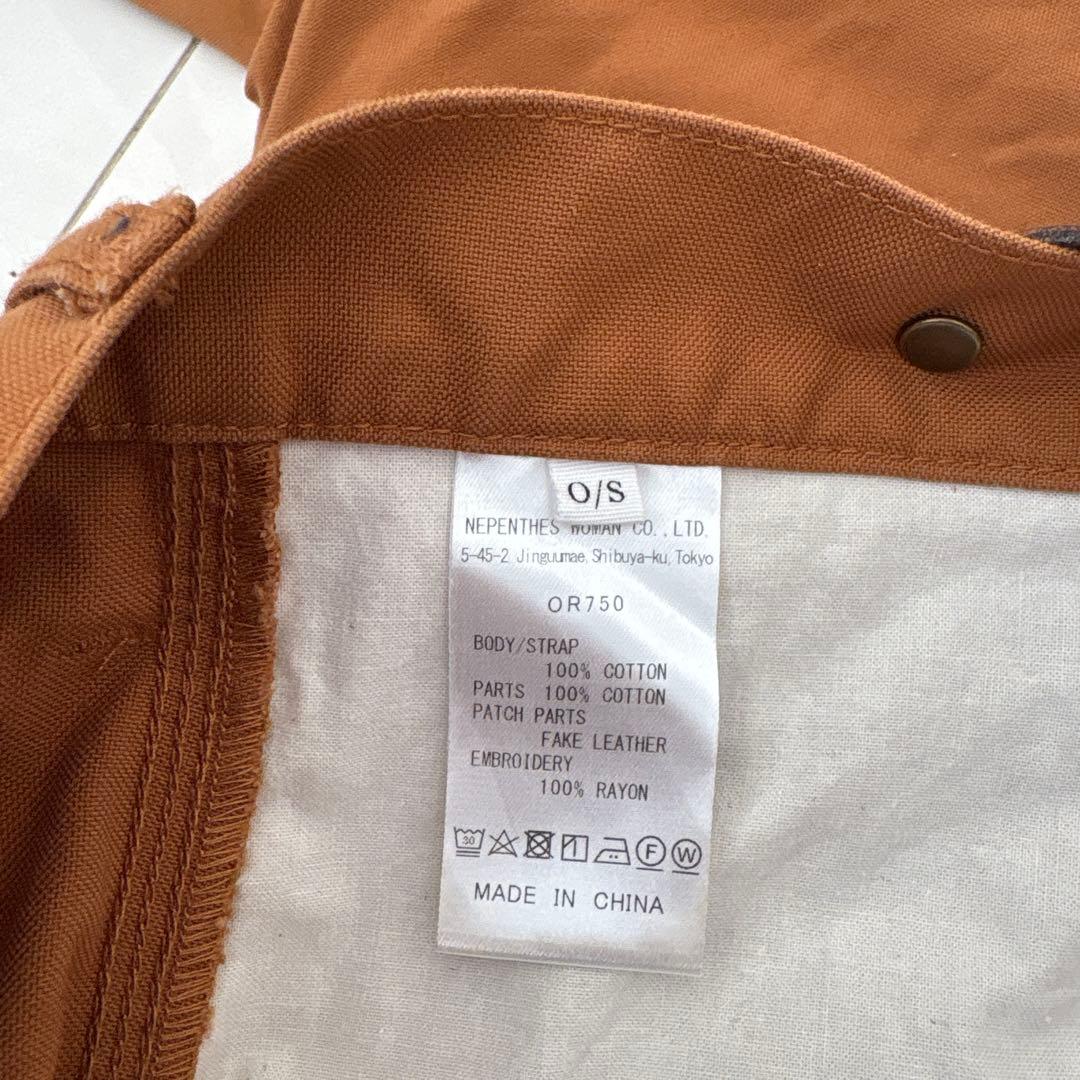 O/S
NEPENTHES WOMAN CO.,LTD.
5-45-2 Jinguumae, Shibuya-ku, Tokyo
OR750
BODY/STRAP
100% COTTON
PARTS 100% COTTON
PATCH PARTS
FAKE LEATHER
EMBROIDERY
100% RAYON
30 F W
MADE IN CHINA